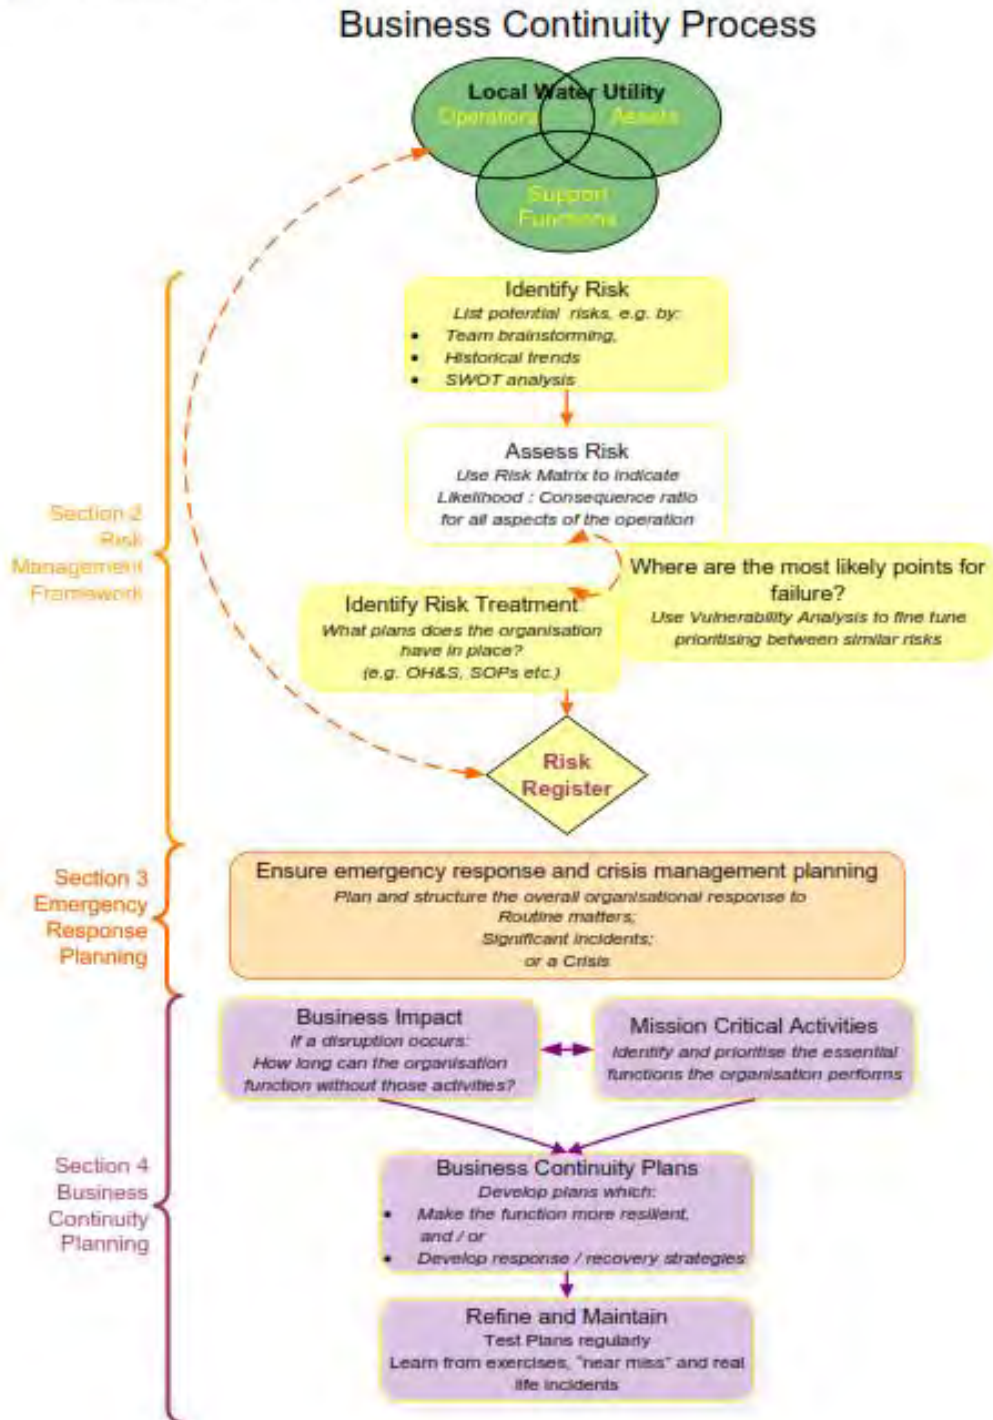 Business Continuity Process
Local Water Utility
Operations
Assets
Support
Functions
Identify Risk
List potential risks, e.g. by:
• Team brainstorming,
• Historical trends
• SWOT analysis
Assess Risk
Use Risk Matrix to indicate
Likelihood : Consequence ratio
for all aspects of the operation
Section 2
Risk
Management
Framework
Where are the most likely points for
failure?
Use Vulnerability Analysis to fine tune
prioritising between similar risks
Identify Risk Treatment
What plans does the organisation
have in place?
(e.g. OH&S, SOPs etc.)
Risk
Register
Section 3
Emergency
Response
Planning
Ensure emergency response and crisis management planning
Plan and structure the overall organisational response to
Routine matters;
Significant incidents;
or a Crisis
Business Impact
If a disruption occurs:
How long can the organisation
function without those activities?
Mission Critical Activities
Identify and prioritise the essential
functions the organisation performs
Section 4
Business
Continuity
Planning
Business Continuity Plans
Develop plans which:
• Make the function more resilient,
and / or
• Develop response / recovery strategies
Refine and Maintain
Test Plans regularly
Learn from exercises, "near miss" and real
life incidents